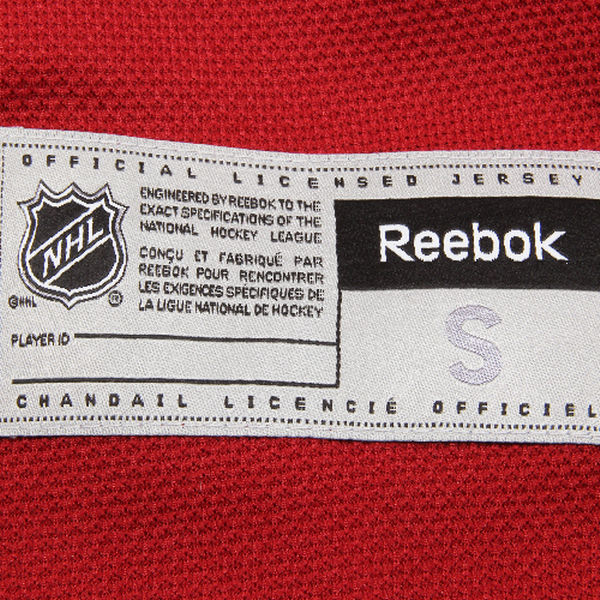 OFFICIAL LICENSED JERSEY
NHL
©NHL
®
ENGINEERED BY REEBOK TO THE
EXACT SPECIFICATIONS OF THE
NATIONAL HOCKEY LEAGUE
CONÇU ET FABRIQUÉ PAR
REEBOK POUR RENCONTRER
LES EXIGENCES SPÉCIFIQUES DE
LA LIGUE NATIONAL DE HOCKEY
PLAYER ID
Reebok
S
CHANDAIL LICENCIÉ OFFICIEL